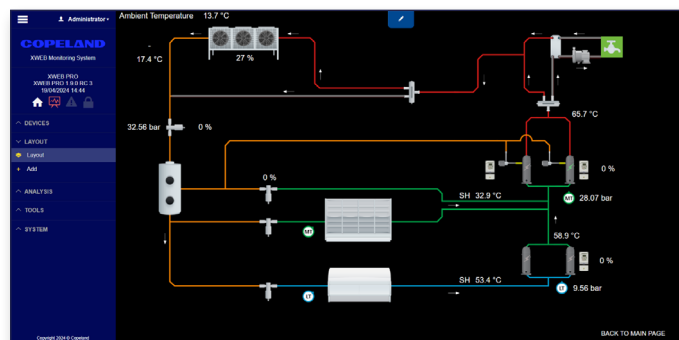 Administrator
COPELAND
XWEB Monitoring System
XWEB PRO
XWEB PRO 1.9.0 RC 3
19/04/2024 14:44
DEVICES
LAYOUT
Layout
Add
ANALYSIS
TOOLS
SYSTEM
Copyright 2024 © Copeland
Ambient Temperature 13.7 °C
-
17.4 °C
27 %
65.7 °C
32.56 bar
0 %
0 %
0 %
SH 32.9 °C
MT
28.07 bar
MT
58.9 °C
0 %
SH 53.4 °C
LT
LT
9.56 bar
BACK TO MAIN PAGE